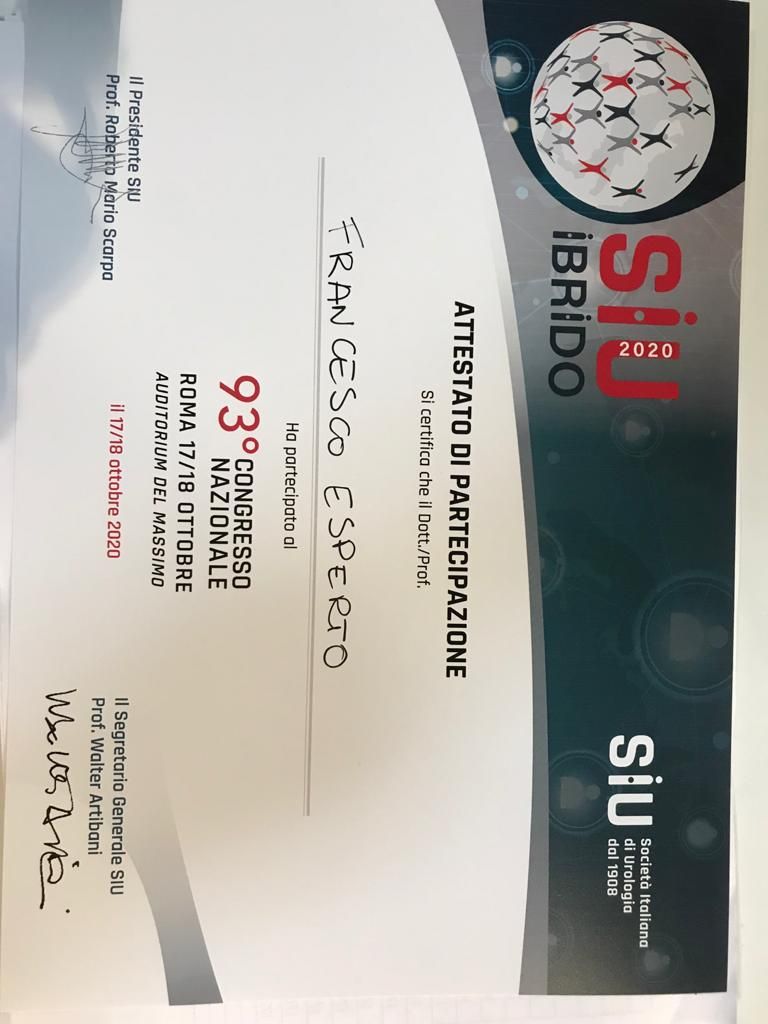 SiU
2020
iBRiDO
SiU
Società Italiana
di Urologia
dal 1908
ATTESTATO DI PARTECIPAZIONE
Si certifica che il Dott./Prof.
FRANCESCO ESPERTO
Ha partecipato al
93° CONGRESSO
NAZIONALE
ROMA 17/18 OTTOBRE
AUDITORIUM DEL MASSIMO
il 17/18 ottobre 2020
Il Presidente SIU
Prof. Roberto Mario Scarpa
Il Segretario Generale SIU
Prof. Walter Artibani